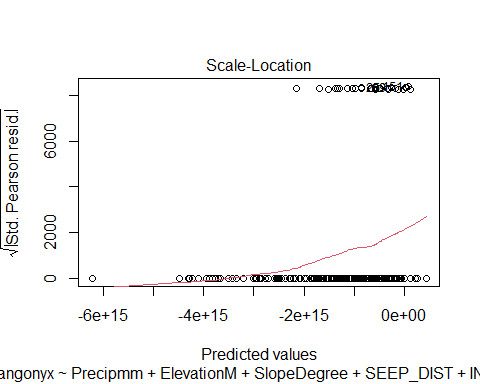 Scale-Location
√|Std. Pearson resid.|
6000
2000
0
-6e+15
-4e+15
-2e+15
0e+00
Predicted values
angonyx ~ Precipmm + ElevationM + SlopeDegree + SEEP_DIST + IN